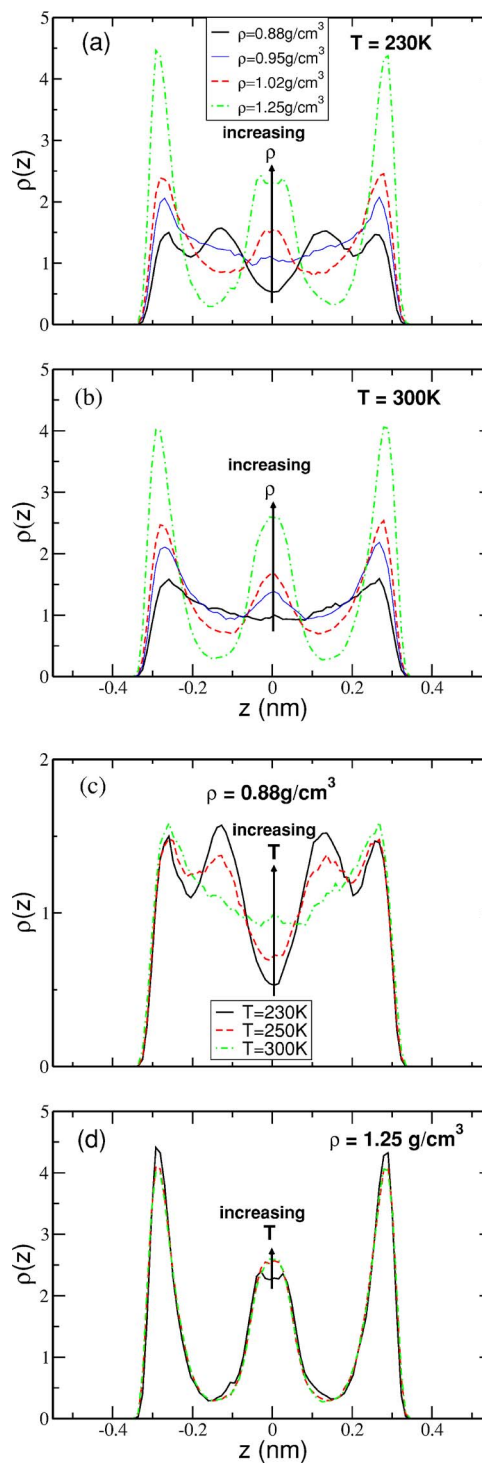 (a)
ρ=0.88g/cm³
ρ=0.95g/cm³
ρ=1.02g/cm³
ρ=1.25g/cm³
T = 230K
increasing
ρ
ρ(z)
5
4
3
2
1
0
(b)
T = 300K
increasing
ρ
ρ(z)
5
4
3
2
1
0
-0.4 -0.2 0 0.2 0.4
z (nm)
(c)
ρ = 0.88g/cm³
increasing
T
ρ(z)
2
1
0
T=230K
T=250K
T=300K
(d)
ρ = 1.25 g/cm³
increasing
T
ρ(z)
5
4
3
2
1
0
-0.4 -0.2 0 0.2 0.4
z (nm)